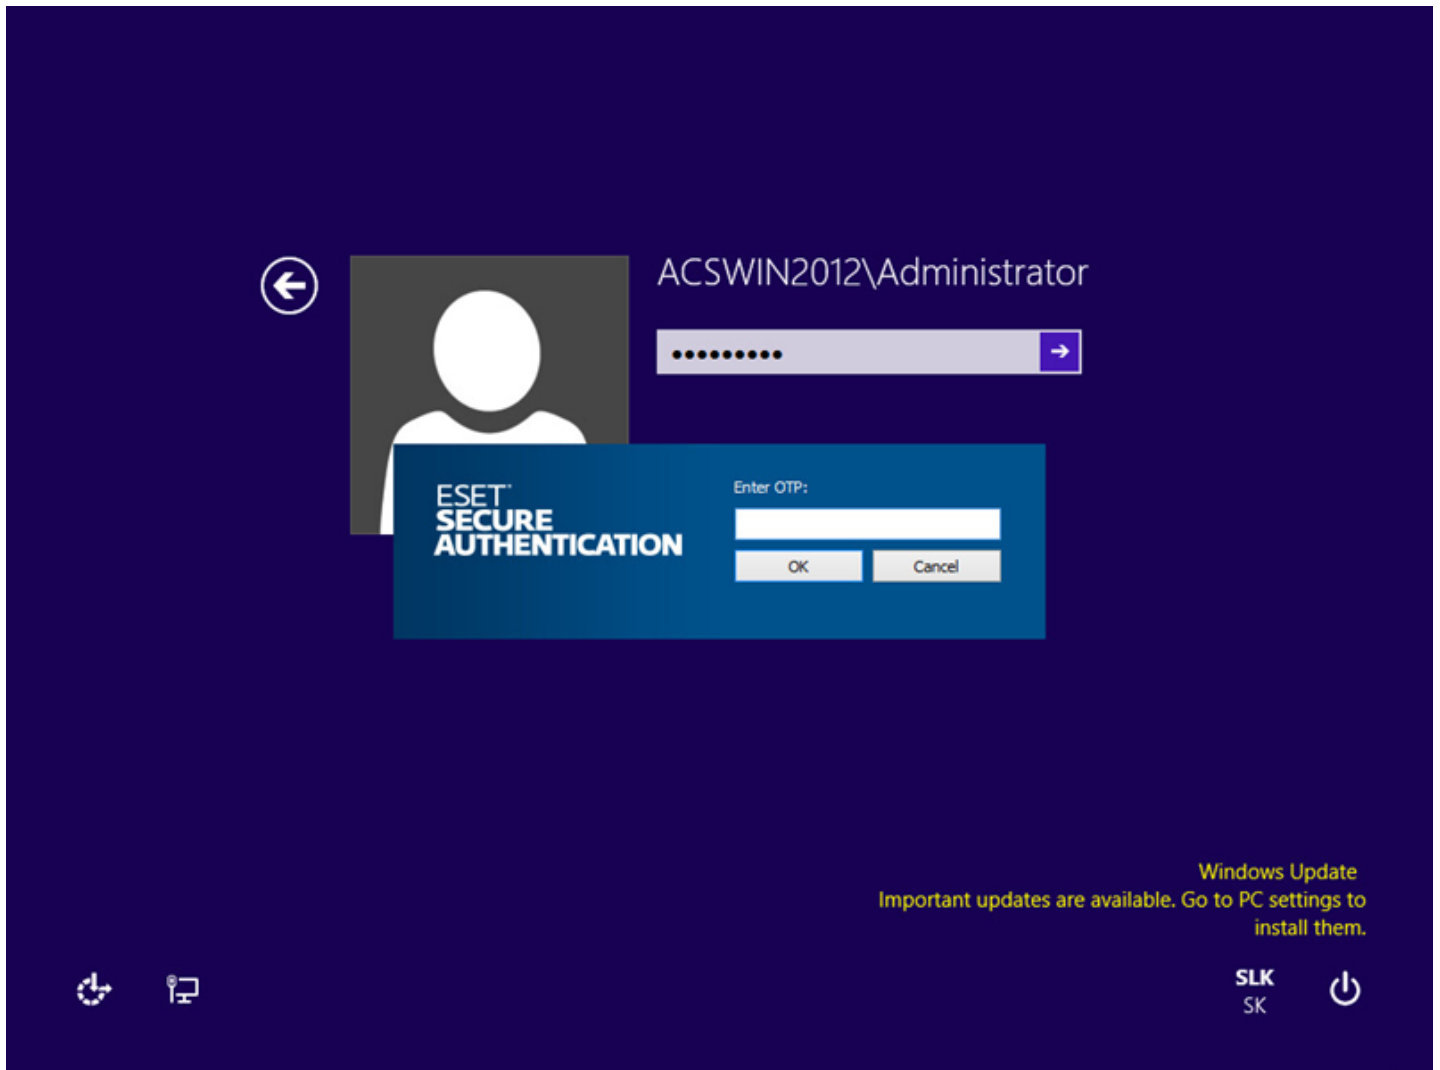 ACSWIN2012\Administrator
•••••••••
ESET
SECURE
AUTHENTICATION
Enter OTP:
OK
Cancel
Windows Update
Important updates are available. Go to PC settings to
install them.
SLK
SK